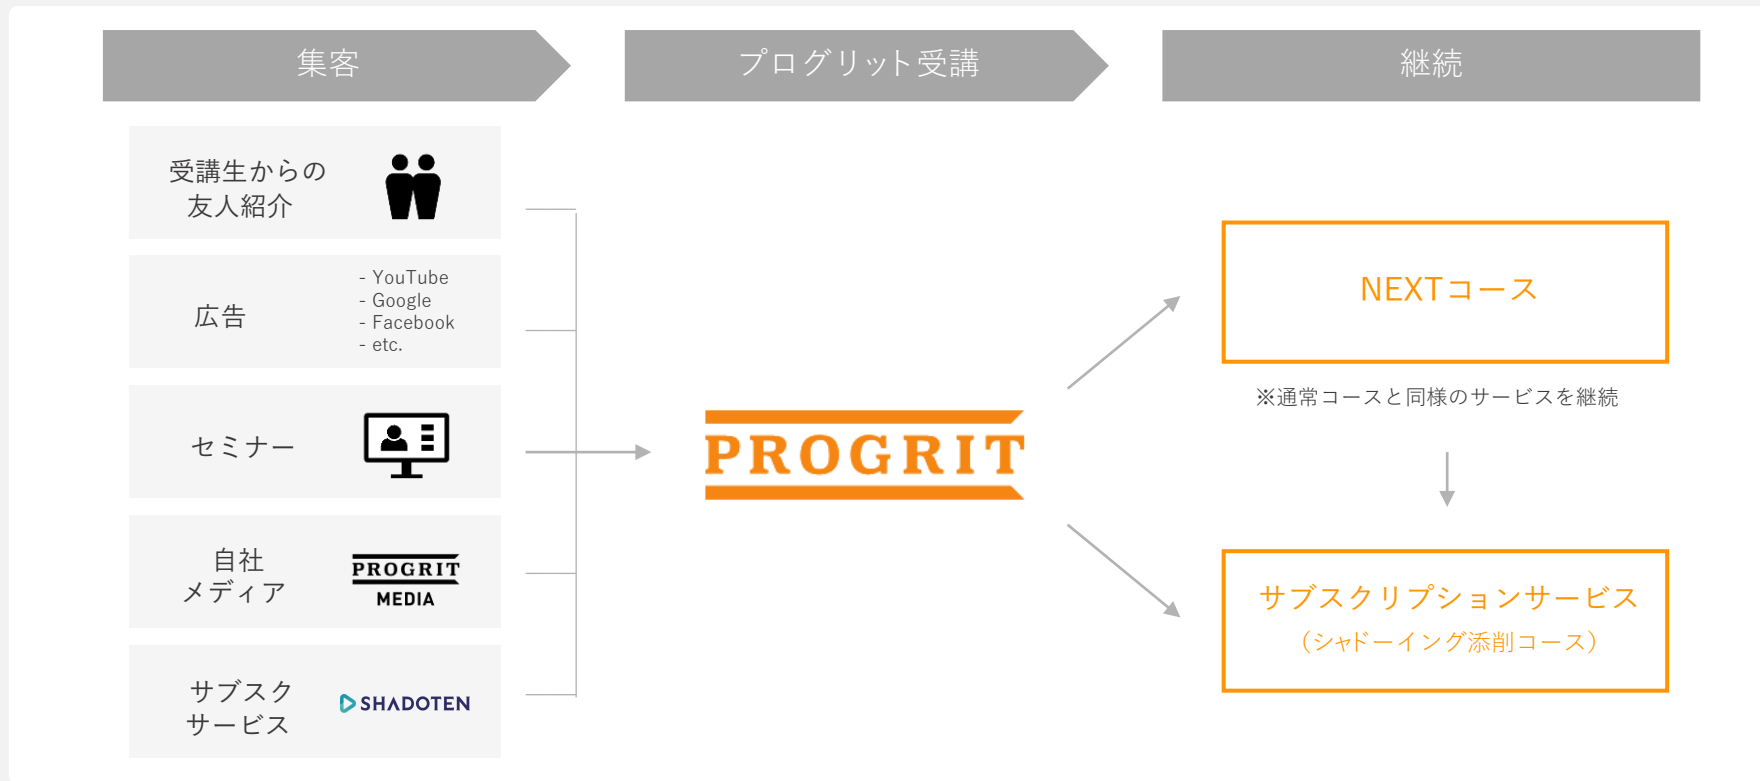 集客
プログリット受講
継続
受講生からの
友人紹介
広告
- YouTube
- Google
- Facebook
- etc.
セミナー
自社
メディア
PROGRIT
MEDIA
サブスク
サービス
SHADOTEN
PROGRIT
NEXTコース
※通常コースと同様のサービスを継続
サブスクリプションサービス
（シャドーイング添削コース）